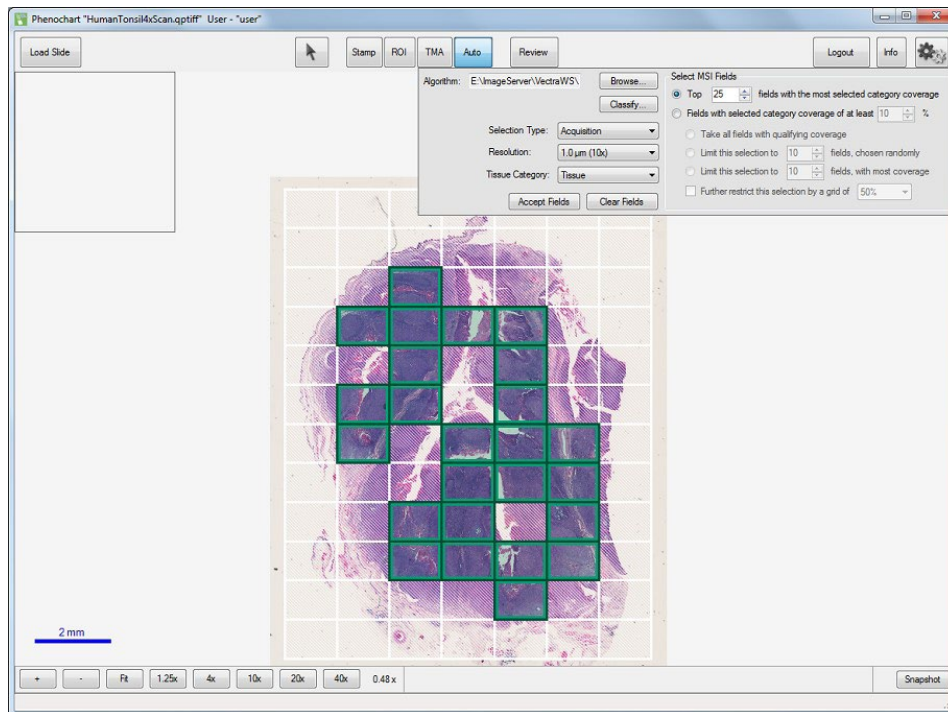 Phenochart "HumanTonsil4xScan.qptiff" User - "user"
Load Slide Stamp ROI TMA Auto Review Logout Info
Algorithm: E:\ImageServer\VectraWS\ Browse...
Classify...
Selection Type: Acquisition
Resolution: 1.0 µm (10x)
Tissue Category: Tissue
Accept Fields Clear Fields
Select MSI Fields
Top 25 fields with the most selected category coverage
Fields with selected category coverage of at least 10 %
Take all fields with qualifying coverage
Limit this selection to 10 fields, chosen randomly
Limit this selection to 10 fields, with most coverage
Further restrict this selection by a grid of 50%
2 mm
+ - Fit 1.25x 4x 10x 20x 40x 0.48 x Snapshot